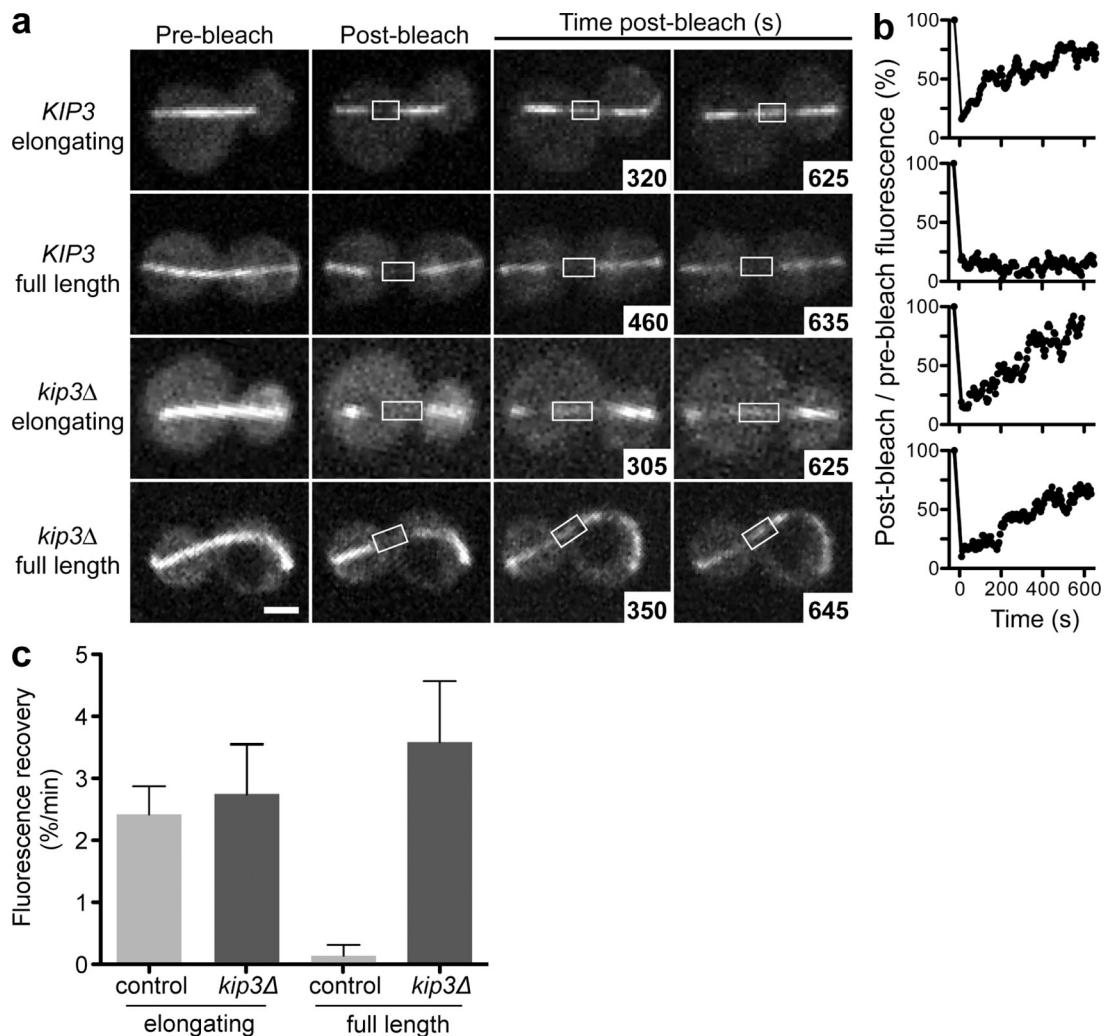 a
Pre-bleach
Post-bleach
Time post-bleach (s)
KIP3
elongating
320
625
KIP3
full length
460
635
kip3Δ
elongating
305
625
kip3Δ
full length
350
645
b
Post-bleach / pre-bleach fluorescence (%)
100
50
0
100
50
0
100
50
0
100
50
0
0 200 400 600
Time (s)
c
Fluorescence recovery
(%/min)
5
4
3
2
1
0
control
kip3Δ
control
kip3Δ
elongating
full length